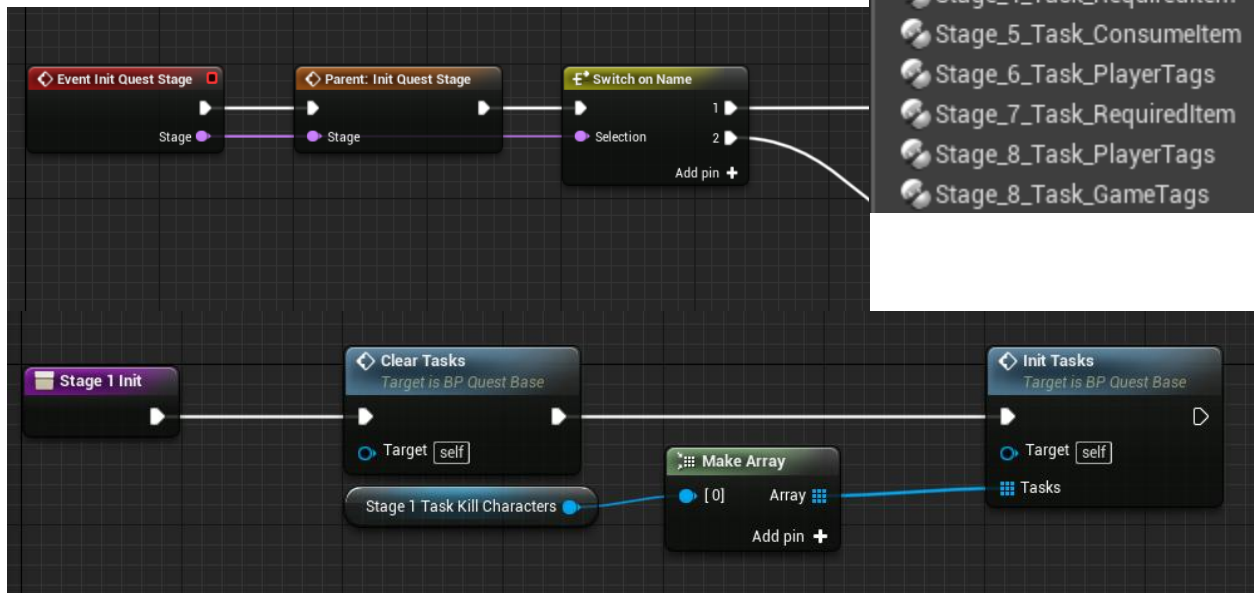 Stage_5_Task_ConsumeItem
Stage_6_Task_PlayerTags
Stage_7_Task_RequiredItem
Stage_8_Task_PlayerTags
Stage_8_Task_GameTags
Event Init Quest Stage
Stage
Parent: Init Quest Stage
Stage
Switch on Name
1
Selection
2
Add pin +
Stage 1 Init
Clear Tasks
Target is BP Quest Base
Target self
Stage 1 Task Kill Characters
Make Array
[0] Array
Add pin +
Init Tasks
Target is BP Quest Base
Target self
Tasks